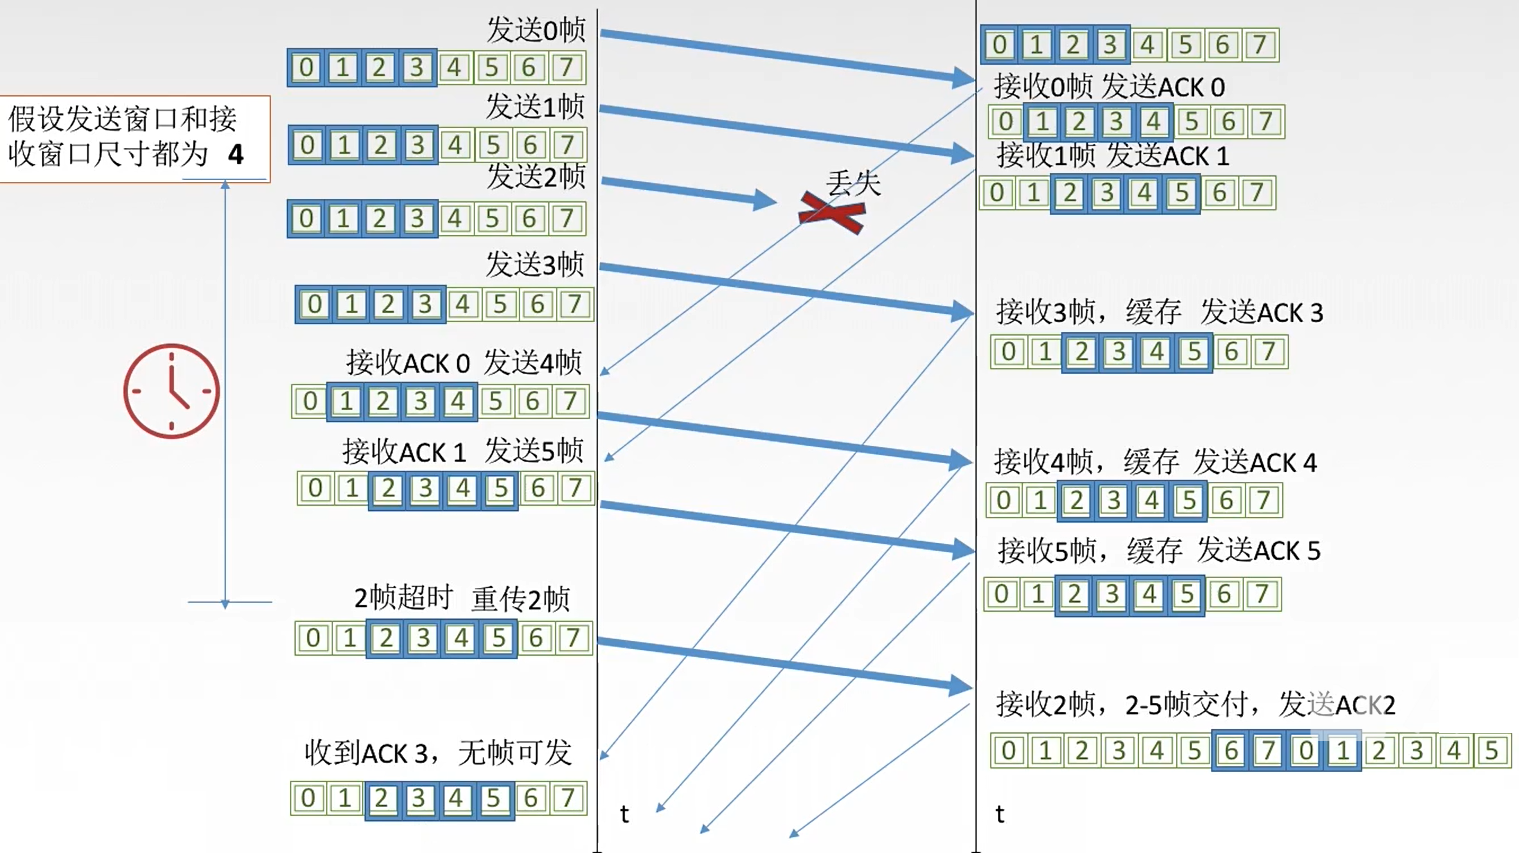 发送0帧
0 1 2 3 4 5 6 7
假设发送窗口和接
收窗口尺寸都为 4
发送1帧
0 1 2 3 4 5 6 7
发送2帧
0 1 2 3 4 5 6 7
发送3帧
0 1 2 3 4 5 6 7
接收ACK 0 发送4帧
0 1 2 3 4 5 6 7
接收ACK 1 发送5帧
0 1 2 3 4 5 6 7
2帧超时 重传2帧
0 1 2 3 4 5 6 7
收到ACK 3，无帧可发
0 1 2 3 4 5 6 7
丢失
t
0 1 2 3 4 5 6 7
接收0帧 发送ACK 0
0 1 2 3 4 5 6 7
接收1帧 发送ACK 1
0 1 2 3 4 5 6 7
接收3帧，缓存 发送ACK 3
0 1 2 3 4 5 6 7
接收4帧，缓存 发送ACK 4
0 1 2 3 4 5 6 7
接收5帧，缓存 发送ACK 5
0 1 2 3 4 5 6 7
接收2帧，2-5帧交付，发送ACK2
0 1 2 3 4 5 6 7 0 1 2 3 4 5
t